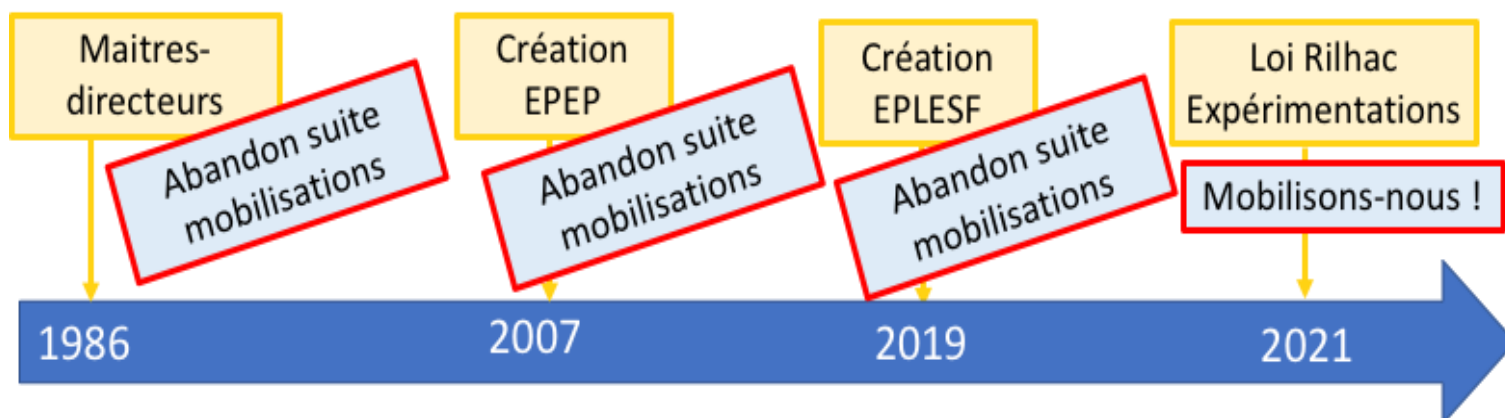 Maitres-
directeurs
Abandon suite
mobilisations
Création
EPEP
Abandon suite
mobilisations
Création
EPLESF
Abandon suite
mobilisations
Loi Rilhac
Expérimentations
Mobilisons-nous !
1986
2007
2019
2021